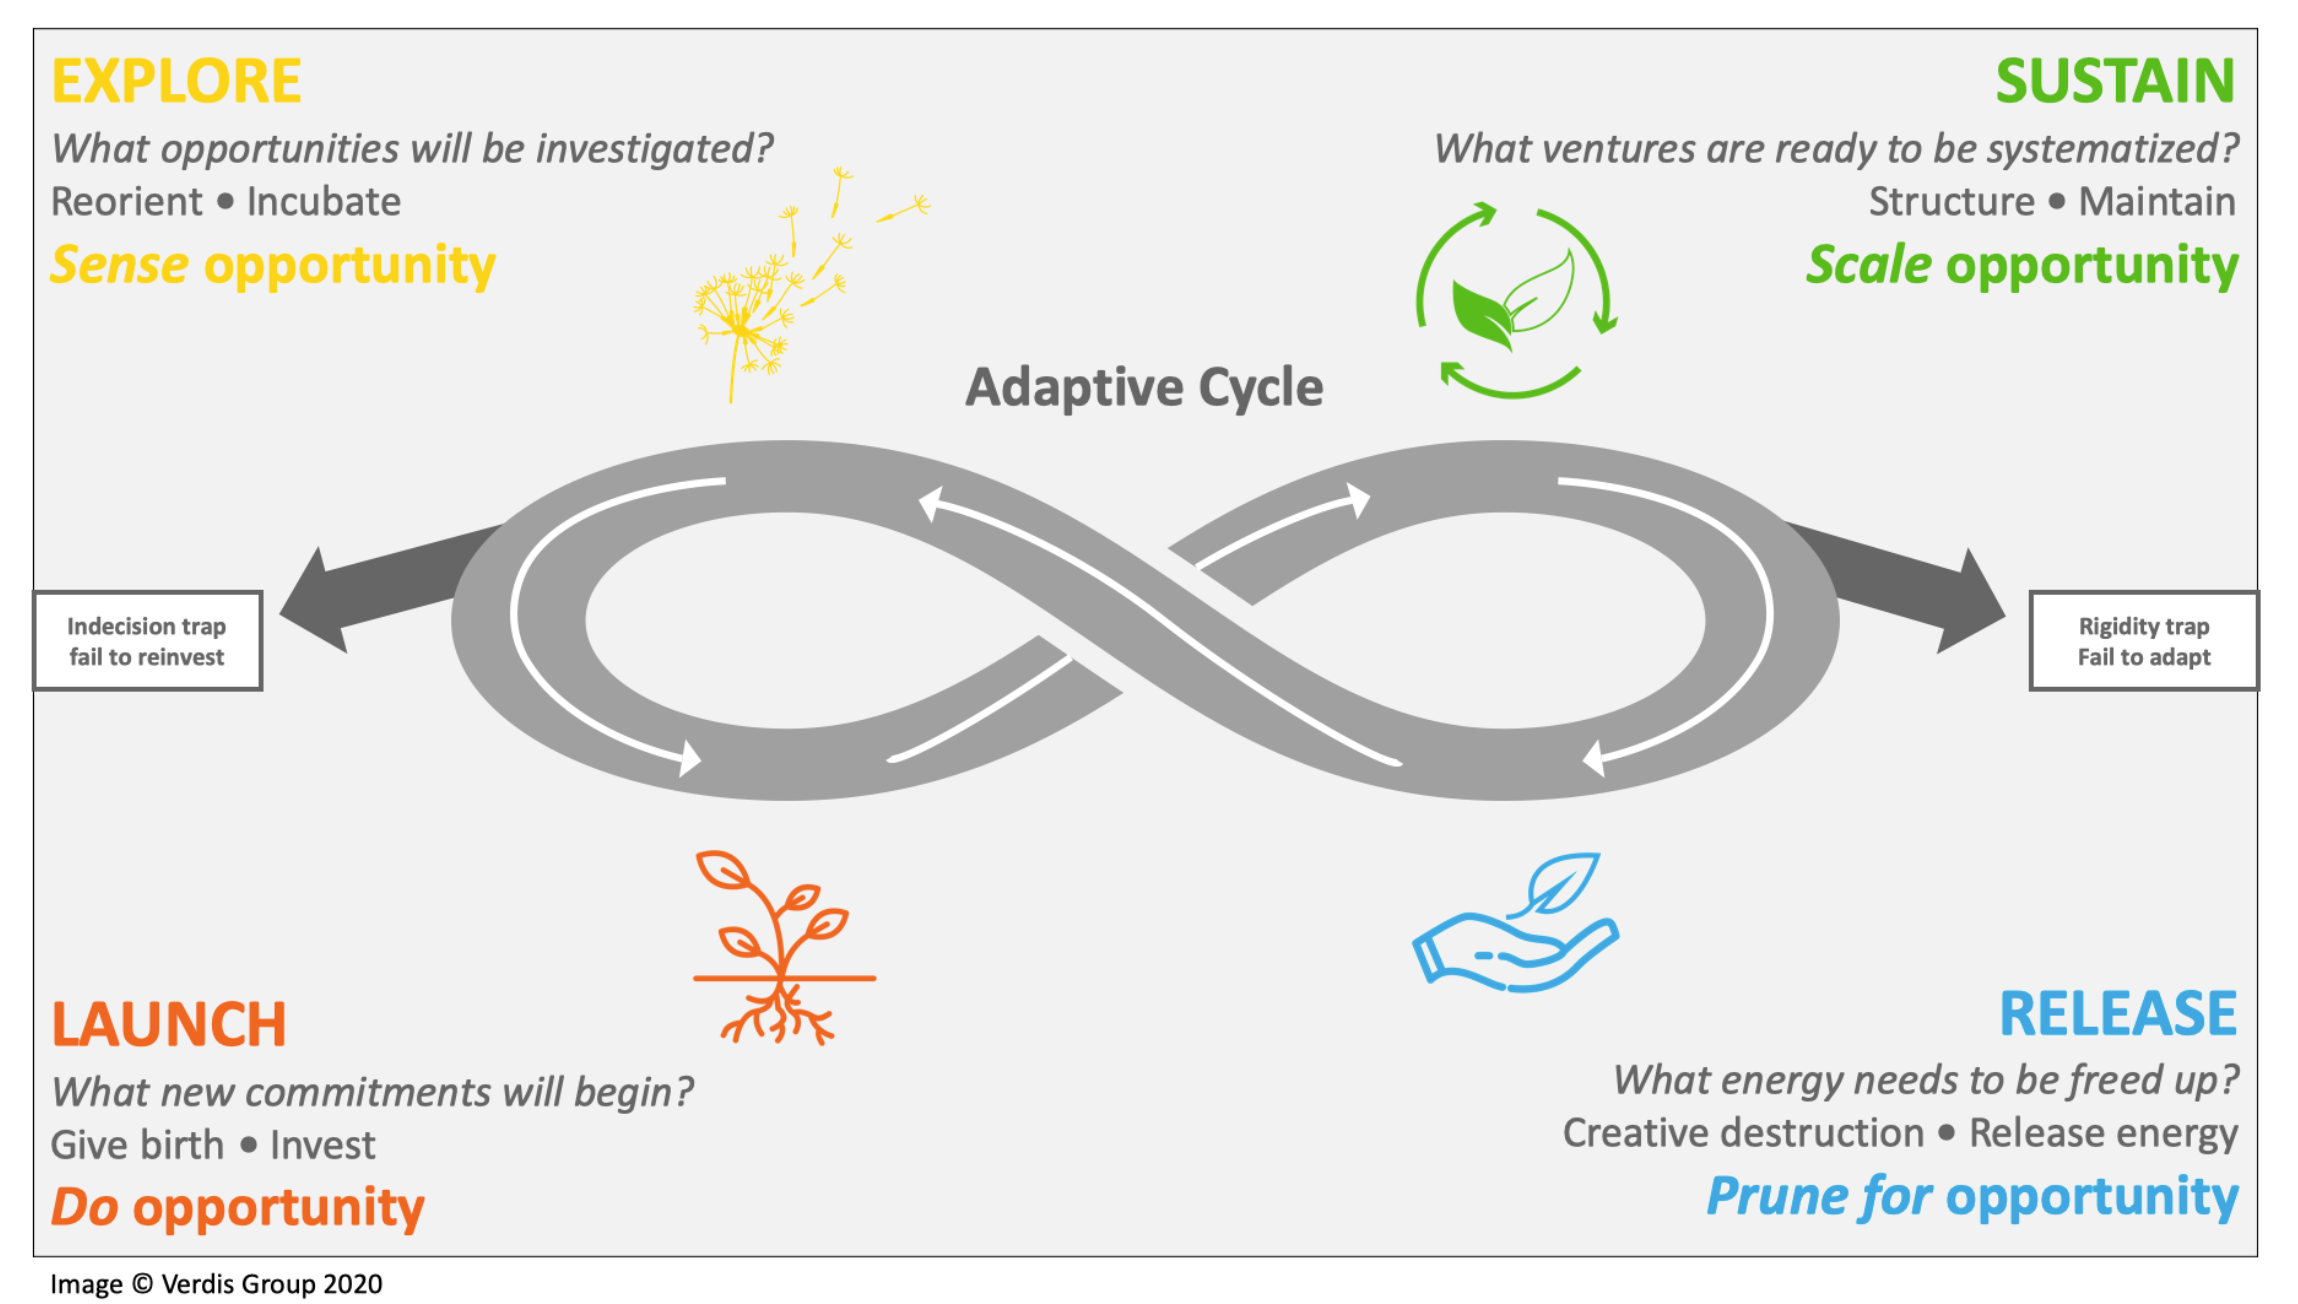 EXPLORE
What opportunities will be investigated?
Reorient • Incubate
Sense opportunity
SUSTAIN
What ventures are ready to be systematized?
Structure • Maintain
Scale opportunity
Adaptive Cycle
Indecision trap
fail to reinvest
Rigidity trap
Fail to adapt
LAUNCH
What new commitments will begin?
Give birth • Invest
Do opportunity
RELEASE
What energy needs to be freed up?
Creative destruction • Release energy
Prune for opportunity
Image © Verdis Group 2020